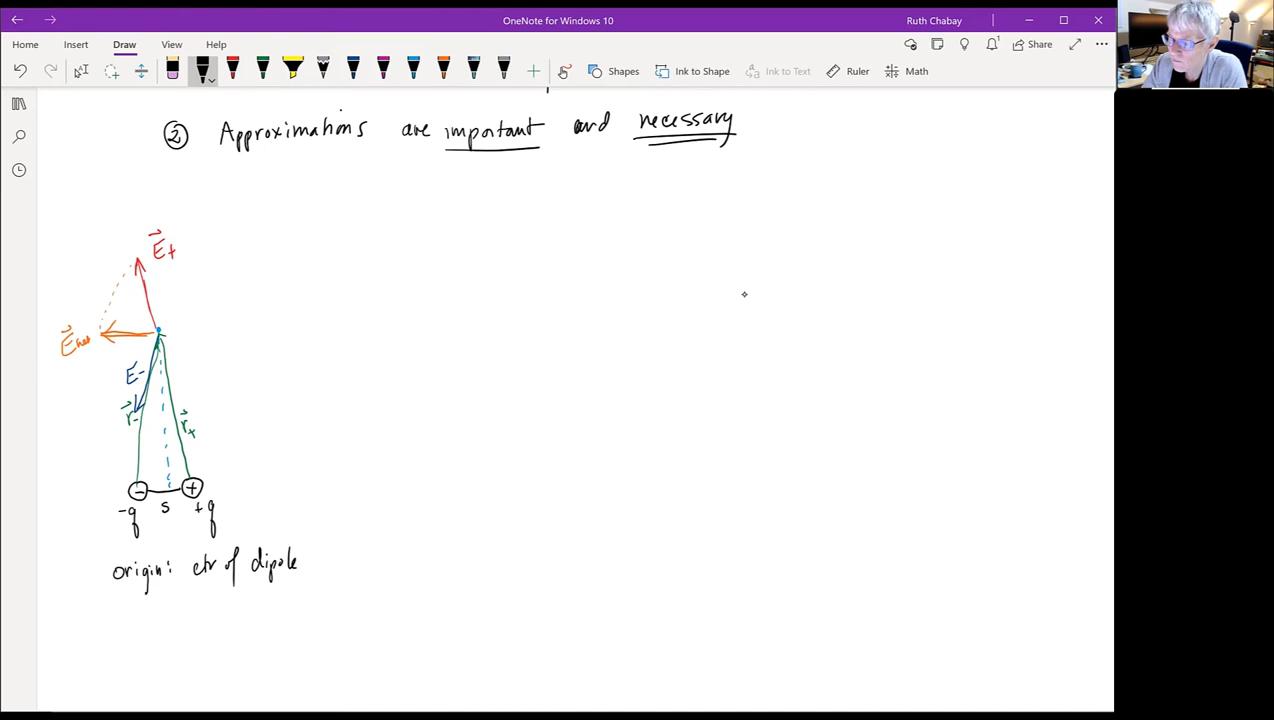 OneNote for Windows 10
Ruth Chabay
Home Insert Draw View Help
Share
Shapes Ink to Shape Ink to Text Ruler Math
② Approximations are important and necessary
E+
Enet
E-
r-
r+
- +
-q s +q
origin: ctr of dipole